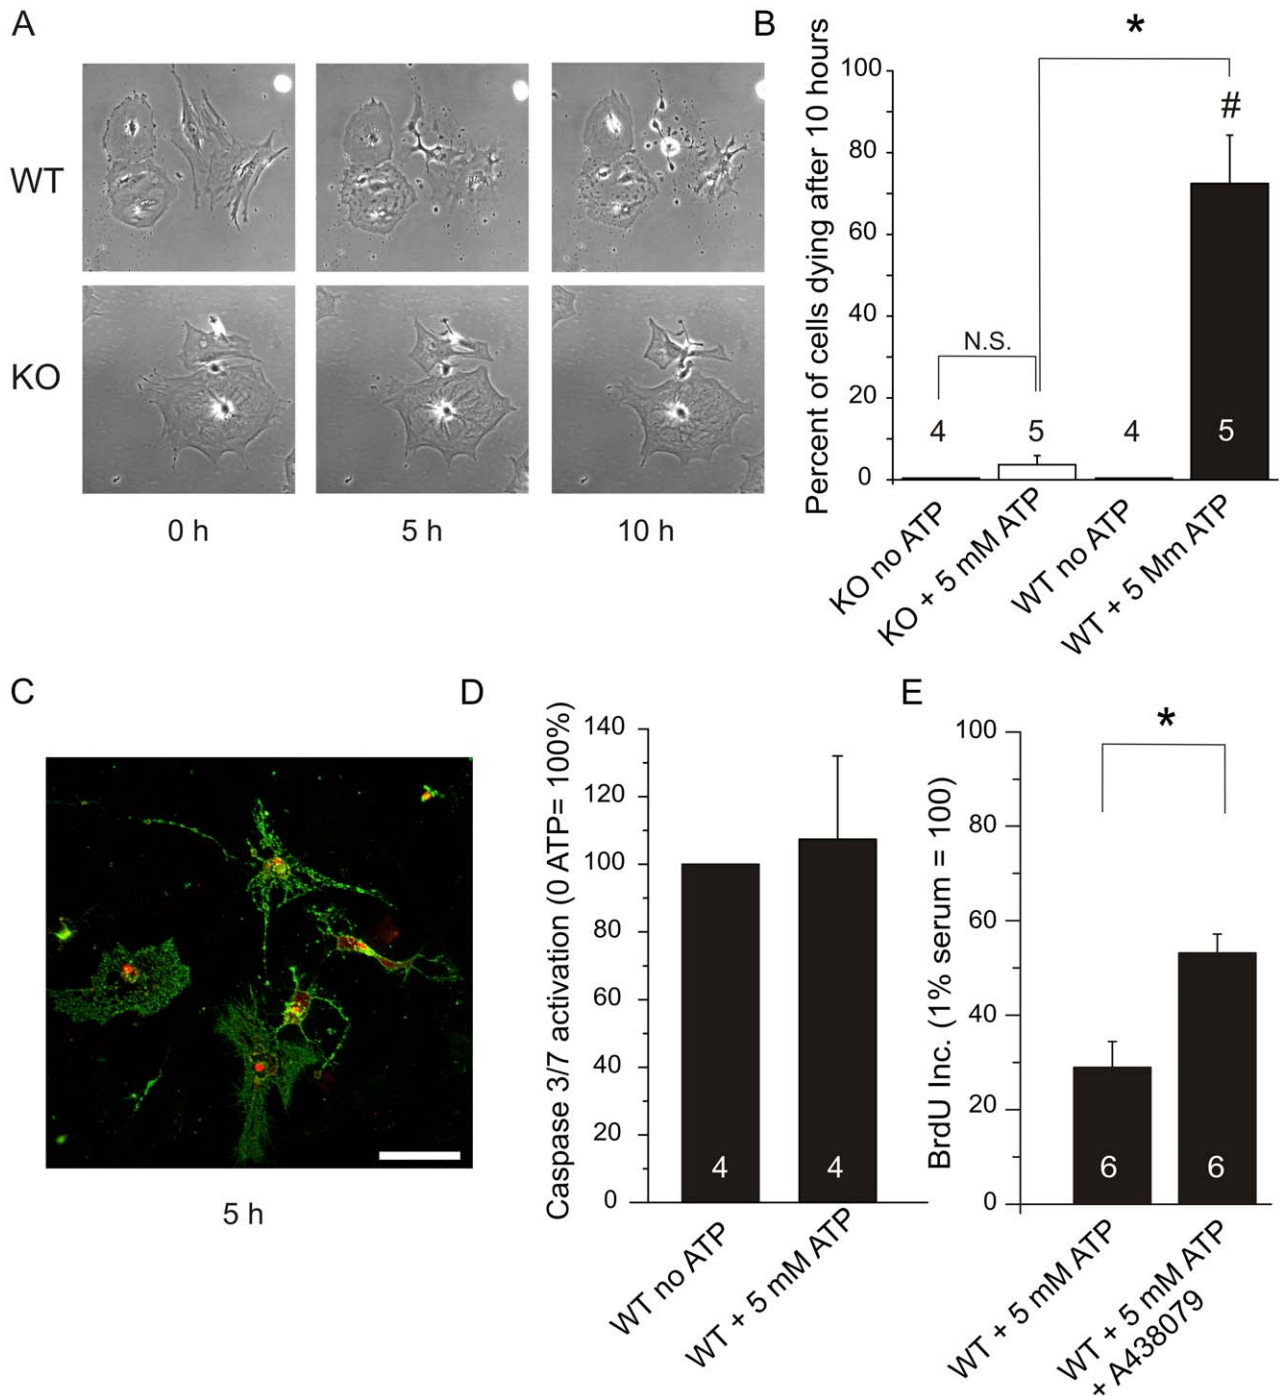 A
WT
KO
0 h
5 h
10 h
B
Percent of cells dying after 10 hours
100
80
60
40
20
0
*
#
N.S.
4
5
4
5
KO no ATP
KO + 5 mM ATP
WT no ATP
WT + 5 Mm ATP
C
5 h
D
Caspase 3/7 activation (0 ATP= 100%)
140
120
100
80
60
40
20
0
4
4
WT no ATP
WT + 5 mM ATP
E
BrdU Inc. (1% serum = 100)
100
80
60
40
20
0
*
6
6
WT + 5 mM ATP
WT + 5 mM ATP
+ A438079